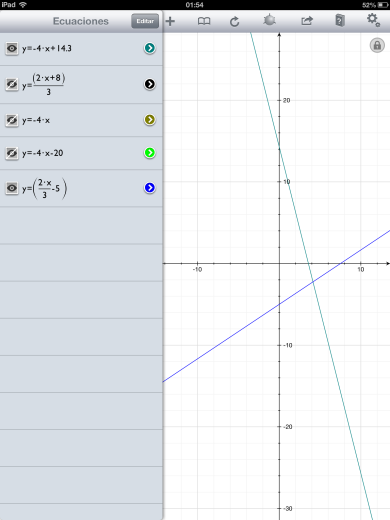 iPad 01:54 52%
Ecuaciones Editar
y=-4·x+14.3
y=(2·x+8)/3
y=-4·x
y=-4·x-20
y=(2·x/3-5)
20
10
-10 10
-10
-20
-30